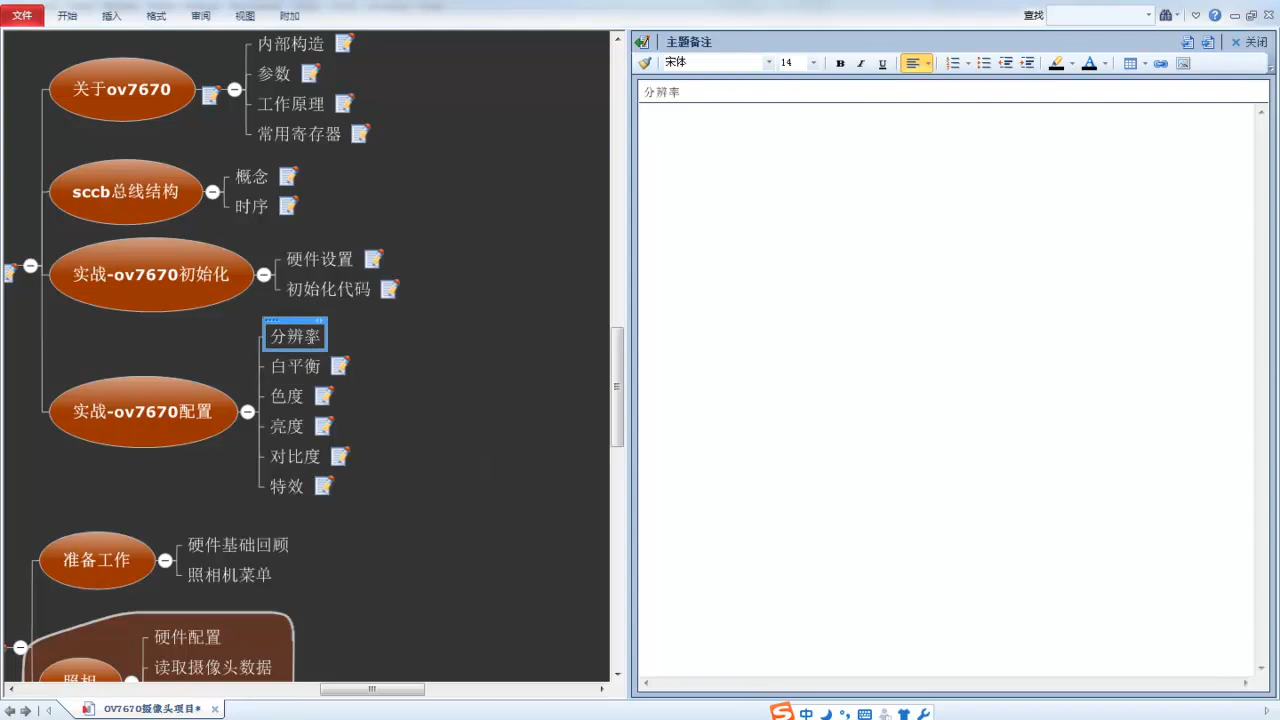 文件 开始 插入 格式 审阅 视图 附加 查找
主题备注 关闭
宋体 14 B I U
分辨率
关于ov7670
内部构造
参数
工作原理
常用寄存器
sccb总线结构
概念
时序
实战-ov7670初始化
硬件设置
初始化代码
实战-ov7670配置
分辨率
白平衡
色度
亮度
对比度
特效
准备工作
硬件基础回顾
照相机菜单
照相
硬件配置
读取摄像头数据
OV7670摄像头项目*
中